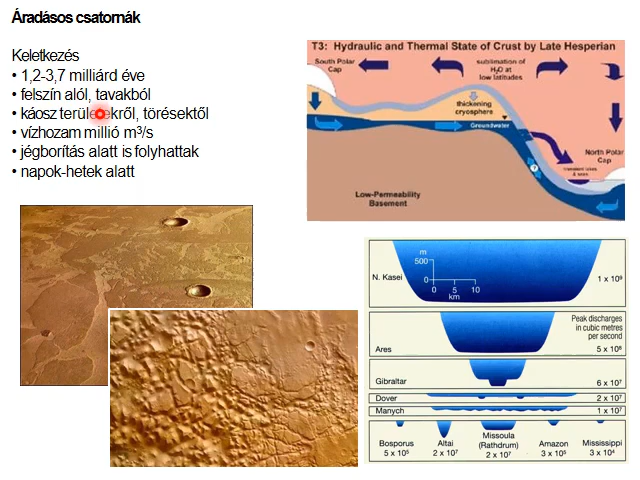 Áradásos csatornák
Keletkezés
• 1,2-3,7 milliárd éve
• felszín alól, tavakból
• káosz területekről, törésektől
• vízhozam millió m³/s
• jégborítás alatt is folyhattak
• napok-hetek alatt
T3: Hydraulic and Thermal State of Crust by Late Hesperian
South Polar
Cap
sublimation of
H₂O at
low latitudes
thickening
cryosphere
Groundwater
North Polar
Cap
transient lakes
?
Low-Permeability
Basement
N. Kasei
m
500
0
0 5 10
km
1 x 10⁹
Ares
Peak discharges
in cubic metres
per second
5 x 10⁸
Gibraltar
6 x 10⁷
Dover
2 x 10⁷
Manych
1 x 10⁷
Bosporus
5 x 10⁵
Altai
2 x 10⁷
Missoula
(Rathdrum)
2 x 10⁷
Amazon
3 x 10⁵
Mississippi
3 x 10⁴